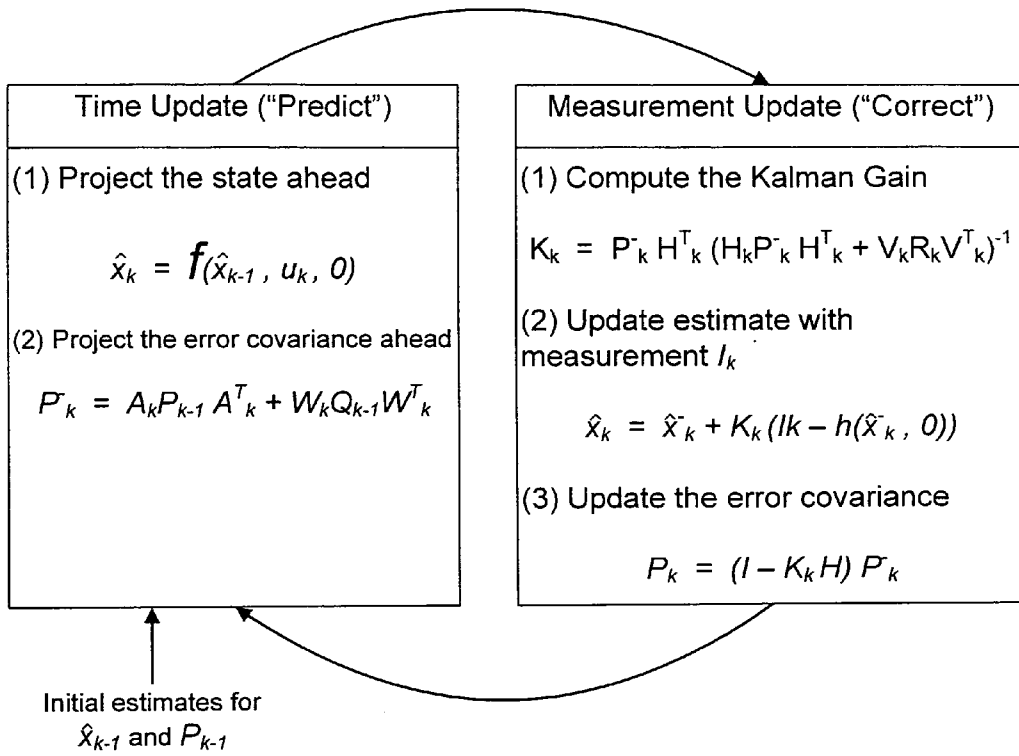 Time Update (“Predict”)
(1) Project the state ahead
x̂ₖ = f(x̂ₖ₋₁ , uₖ, 0)
(2) Project the error covariance ahead
P⁻ₖ = AₖPₖ₋₁ Aᵀₖ + WₖQₖ₋₁Wᵀₖ
Initial estimates for
x̂ₖ₋₁ and Pₖ₋₁
Measurement Update (“Correct”)
(1) Compute the Kalman Gain
Kₖ = P⁻ₖ Hᵀₖ (HₖP⁻ₖ Hᵀₖ + VₖRₖVᵀₖ)⁻¹
(2) Update estimate with
measurement Iₖ
x̂ₖ = x̂⁻ₖ + Kₖ (Ik – h(x̂⁻ₖ , 0))
(3) Update the error covariance
Pₖ = (I – Kₖ H) P⁻ₖ